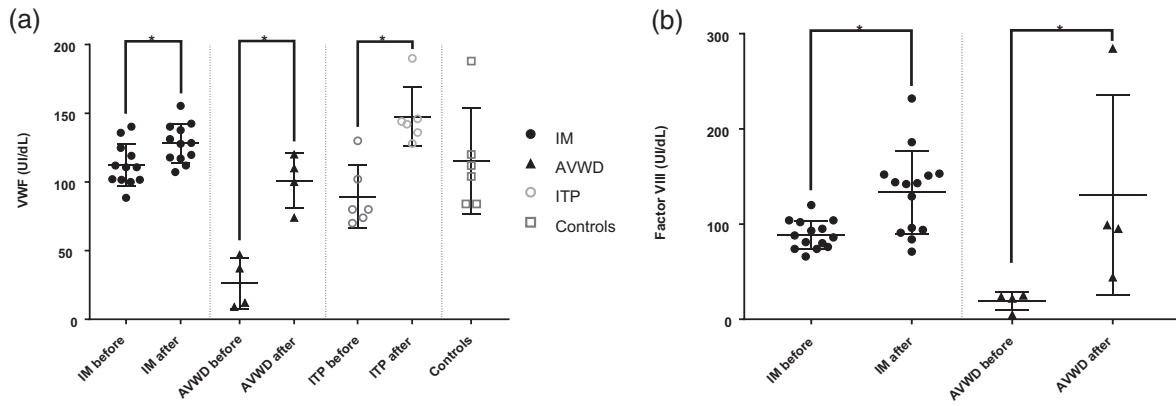 (a)
*
*
*
200
150
100
50
0
VWF (UI/dL)
IM before
IM after
AVWD before
AVWD after
ITP before
ITP after
Controls
IM
AVWD
ITP
Controls
(b)
*
*
300
200
100
0
Factor VIII (UI/dL)
IM before
IM after
AVWD before
AVWD after